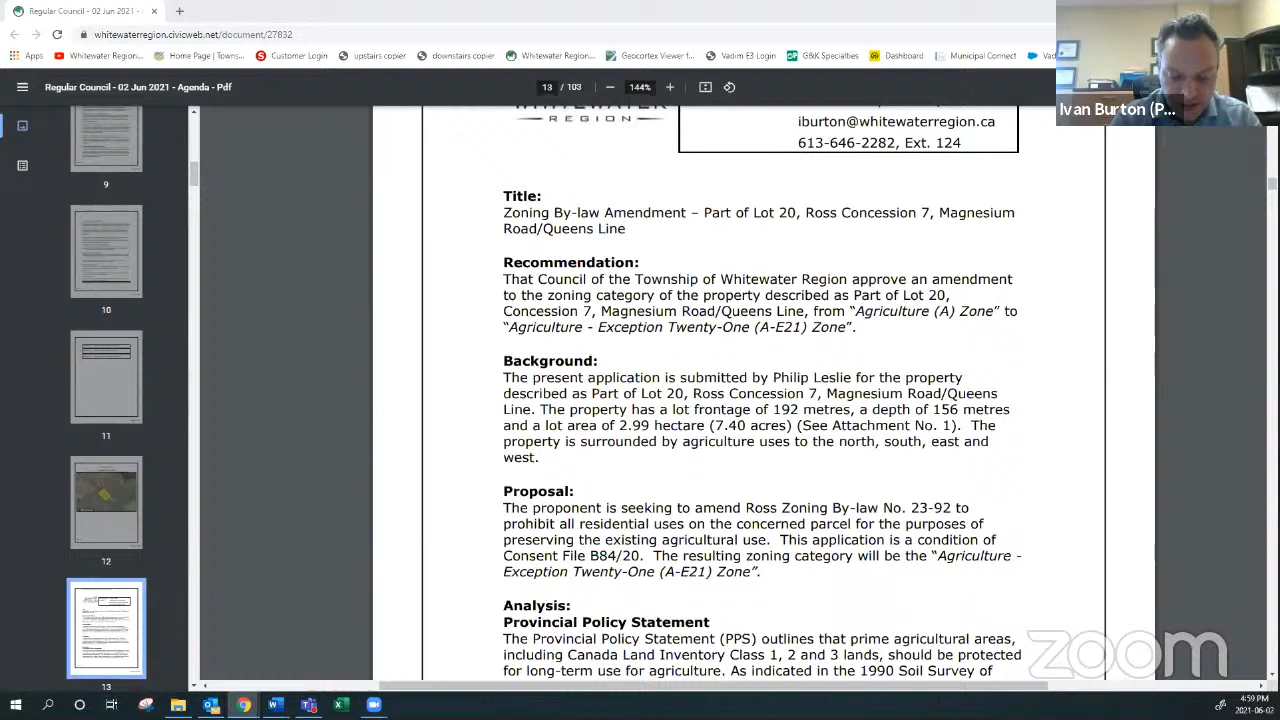 Regular Council - 02 Jun 2021 -
whitewaterregion.civicweb.net/document/27832
Apps
Whitewater Region...
Home Page | Towns...
Customer Login
upstairs copier
downstairs copier
Whitewater Region...
Geocortex Viewer f...
Vadim E3 Login
G&K Specialties
Dashboard
Municipal Connect
Regular Council - 02 Jun 2021 - Agenda - Pdf
13 / 103
144%
Ivan Burton (P...
9
10
11
12
13
WHITEWATER
REGION
iburton@whitewaterregion.ca
613-646-2282, Ext. 124
Title:
Zoning By-law Amendment – Part of Lot 20, Ross Concession 7, Magnesium
Road/Queens Line
Recommendation:
That Council of the Township of Whitewater Region approve an amendment
to the zoning category of the property described as Part of Lot 20,
Concession 7, Magnesium Road/Queens Line, from “Agriculture (A) Zone” to
“Agriculture - Exception Twenty-One (A-E21) Zone”.
Background:
The present application is submitted by Philip Leslie for the property
described as Part of Lot 20, Ross Concession 7, Magnesium Road/Queens
Line. The property has a lot frontage of 192 metres, a depth of 156 metres
and a lot area of 2.99 hectare (7.40 acres) (See Attachment No. 1). The
property is surrounded by agriculture uses to the north, south, east and
west.
Proposal:
The proponent is seeking to amend Ross Zoning By-law No. 23-92 to
prohibit all residential uses on the concerned parcel for the purposes of
preserving the existing agricultural use. This application is a condition of
Consent File B84/20. The resulting zoning category will be the “Agriculture -
Exception Twenty-One (A-E21) Zone”.
Analysis:
Provincial Policy Statement
The Provincial Policy Statement (PPS) outlines that prime agricultural areas,
including Canada Land Inventory Class 1, 2 and 3 lands, should be protected
for long-term use for agriculture. As indicated in the 1990 Soil Survey of
zoom
4:59 PM
2021-06-02